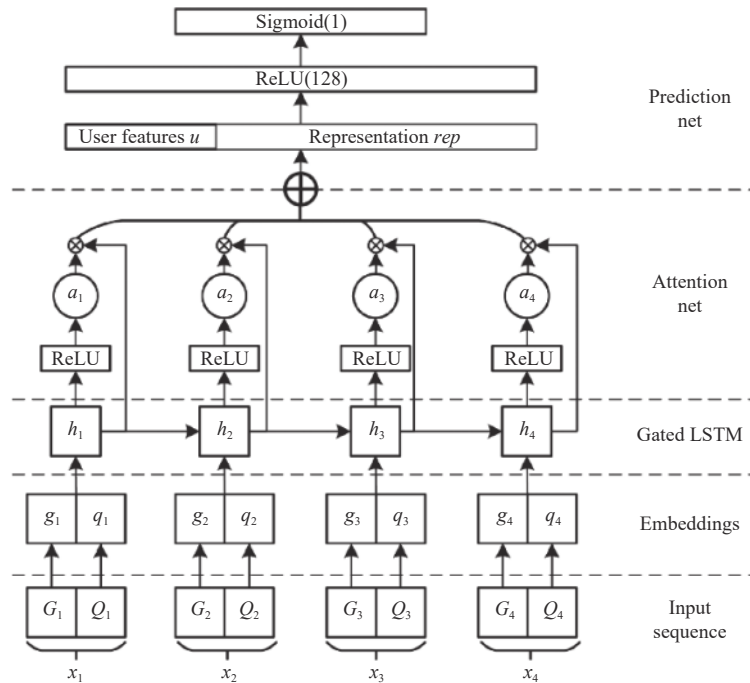 Sigmoid(1)
ReLU(128)
Prediction
net
User features u
Representation rep
a₁
a₂
a₃
a₄
Attention
net
ReLU
ReLU
ReLU
ReLU
h₁
h₂
h₃
h₄
Gated LSTM
g₁
q₁
g₂
q₂
g₃
q₃
g₄
q₄
Embeddings
G₁
Q₁
G₂
Q₂
G₃
Q₃
G₄
Q₄
Input
sequence
x₁
x₂
x₃
x₄